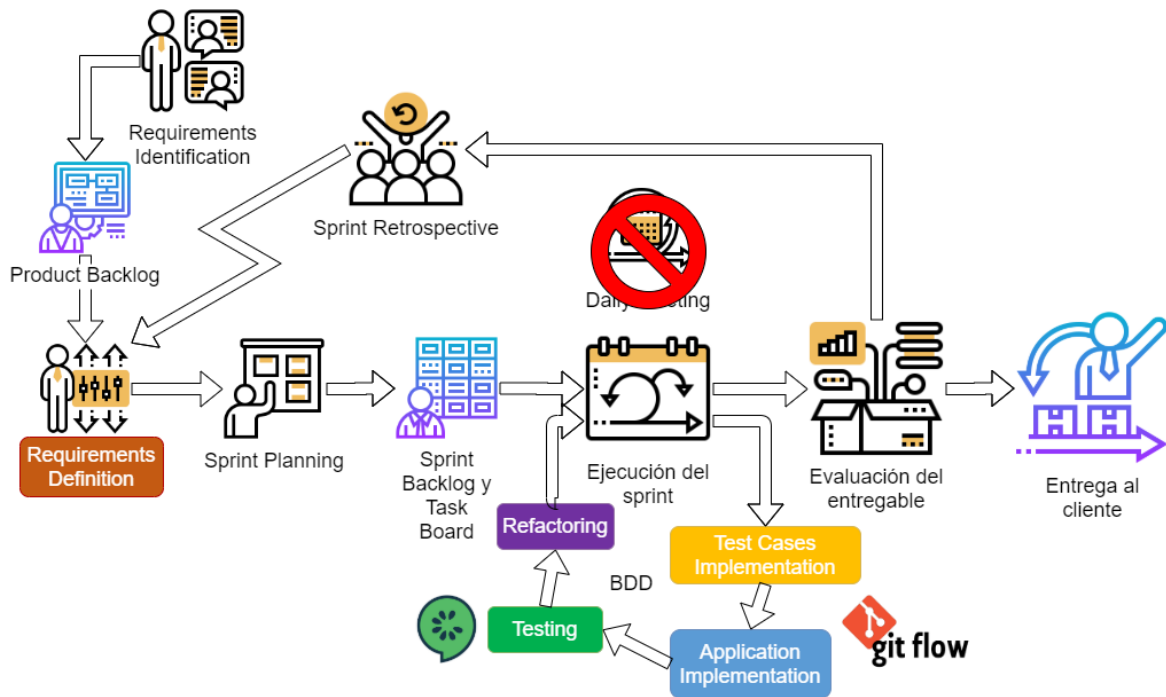 Requirements
Identification
Product Backlog
Sprint Retrospective
Requirements
Definition
Sprint Planning
Sprint
Backlog y
Task
Board
Ejecución del
sprint
Evaluación del
entregable
Entrega al
cliente
Refactoring
Test Cases
Implementation
BDD
Testing
Application
Implementation
git flow